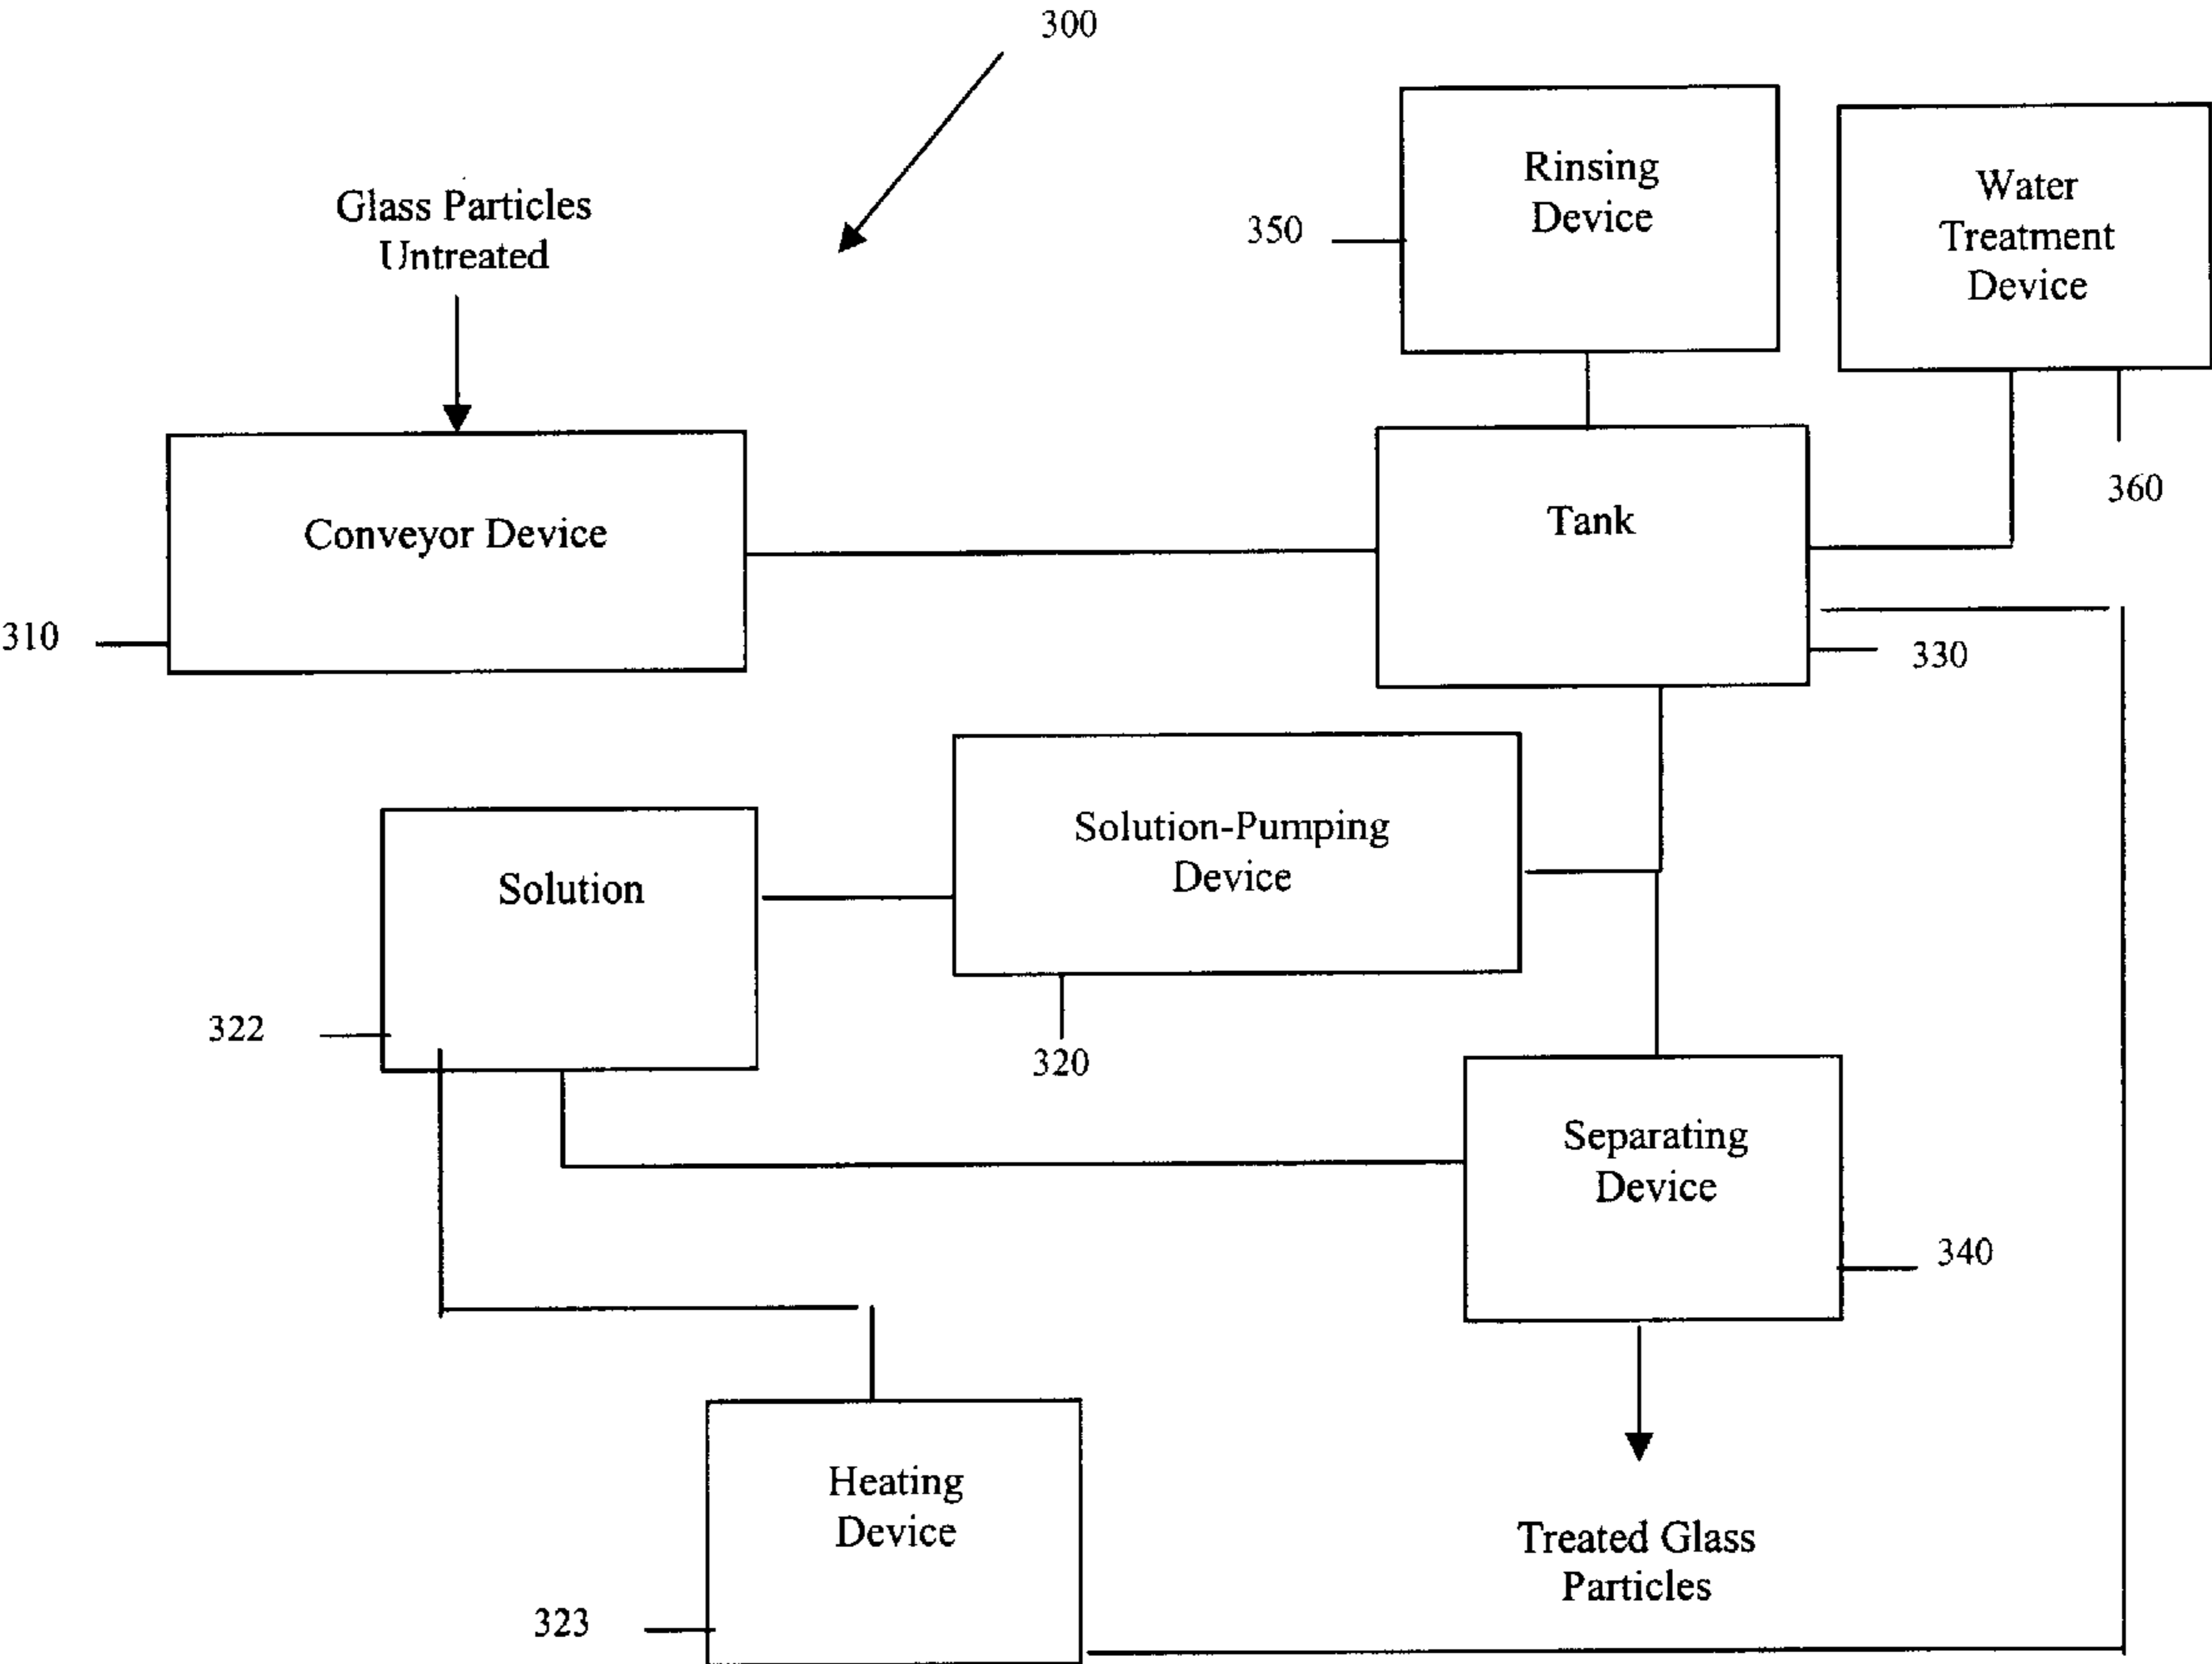 300
Rinsing
Device
350
Water
Treatment
Device
360
Glass Particles
Untreated
Conveyor Device
310
Tank
330
Solution-Pumping
Device
320
Solution
322
Separating
Device
340
Heating
Device
323
Treated Glass
Particles